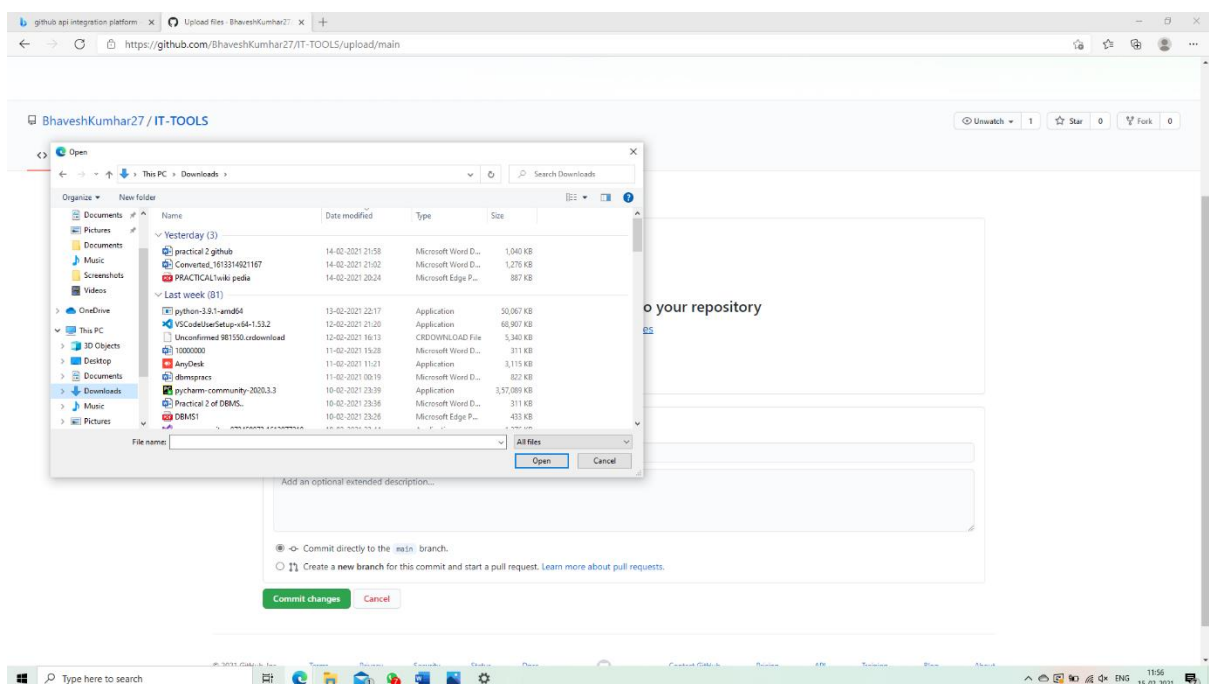 github api integration platform
Upload files · BhaveshKumhar27
https://github.com/BhaveshKumhar27/IT-TOOLS/upload/main
BhaveshKumhar27 / IT-TOOLS
Unwatch 1 Star 0 Fork 0
Open
This PC > Downloads >
Search Downloads
Organize New folder
Name Date modified Type Size
Documents
Pictures
Documents
Music
Screenshots
Videos
OneDrive
This PC
3D Objects
Desktop
Documents
Downloads
Music
Pictures
Yesterday (3)
practical 2 github 14-02-2021 21:58 Microsoft Word D... 1,040 KB
Converted_1613314921167 14-02-2021 21:02 Microsoft Word D... 1,276 KB
PRACTICAL1wiki pedia 14-02-2021 20:24 Microsoft Edge P... 887 KB
Last week (81)
python-3.9.1-amd64 13-02-2021 22:17 Application 50,067 KB
VSCodeUserSetup-x64-1.53.2 12-02-2021 21:20 Application 68,907 KB
Unconfirmed 981550.crdownload 12-02-2021 16:13 CRDOWNLOAD File 5,340 KB
10000000 11-02-2021 15:28 Microsoft Word D... 311 KB
AnyDesk 11-02-2021 11:21 Application 3,115 KB
dbmspracs 11-02-2021 00:19 Microsoft Word D... 822 KB
pycharm-community-2020.3.3 10-02-2021 23:39 Application 3,57,089 KB
Practical 2 of DBMS.. 10-02-2021 23:36 Microsoft Word D... 311 KB
DBMS1 10-02-2021 23:26 Microsoft Edge P... 433 KB
File name: All files
Open Cancel
o your repository
es
Add an optional extended description...
Commit directly to the main branch.
Create a new branch for this commit and start a pull request. Learn more about pull requests.
Commit changes Cancel
Type here to search
ENG 11:56
15-02-2021